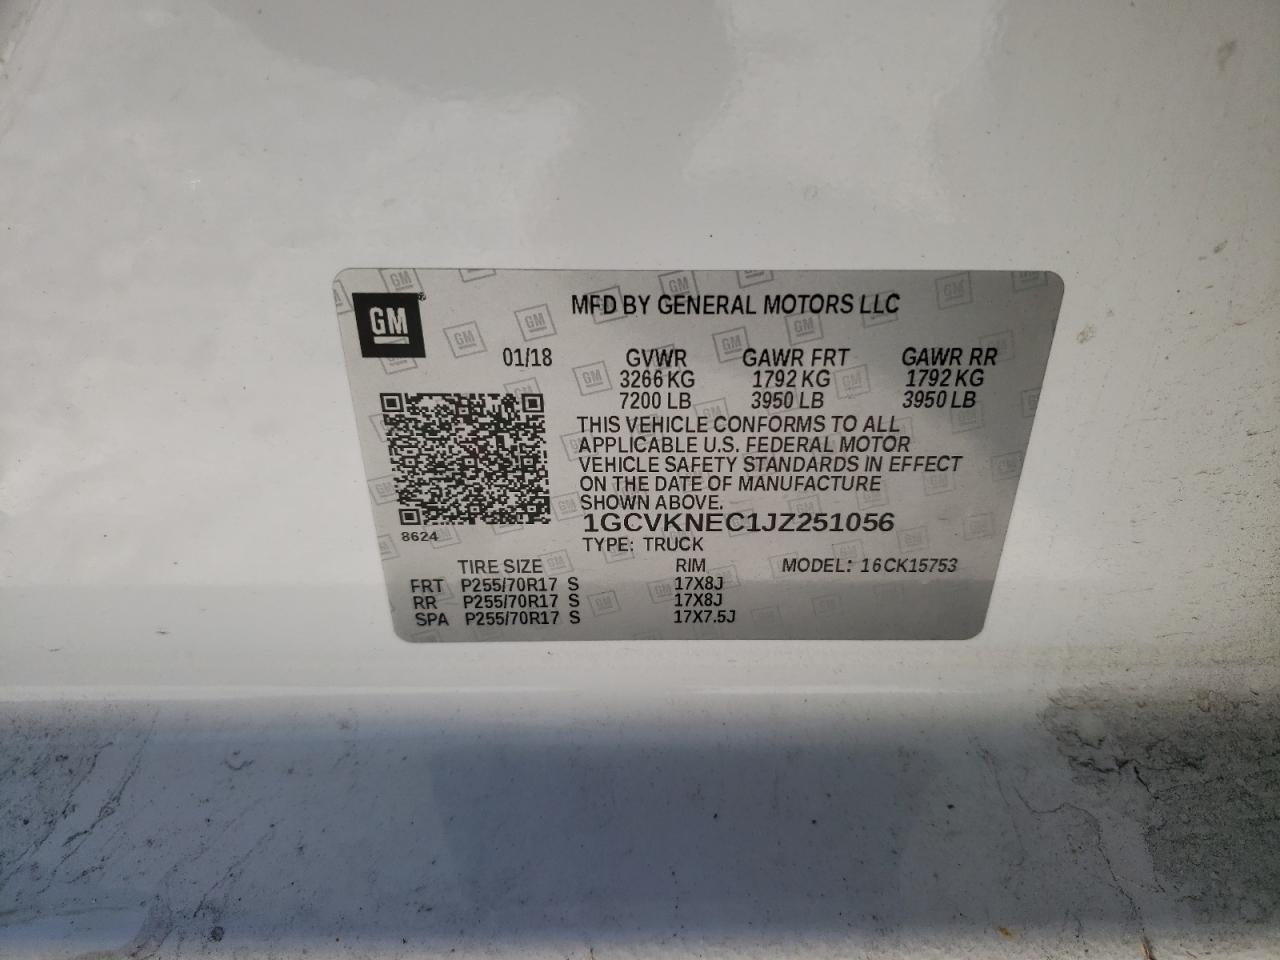 GM
MFD BY GENERAL MOTORS LLC
01/18 GVWR GAWR FRT GAWR RR
3266 KG 1792 KG 1792 KG
7200 LB 3950 LB 3950 LB
THIS VEHICLE CONFORMS TO ALL
APPLICABLE U.S. FEDERAL MOTOR
VEHICLE SAFETY STANDARDS IN EFFECT
ON THE DATE OF MANUFACTURE
SHOWN ABOVE.
1GCVKNEC1JZ251056
8624
TYPE: TRUCK
TIRE SIZE RIM MODEL: 16CK15753
FRT P255/70R17 S 17X8J
RR P255/70R17 S 17X8J
SPA P255/70R17 S 17X7.5J